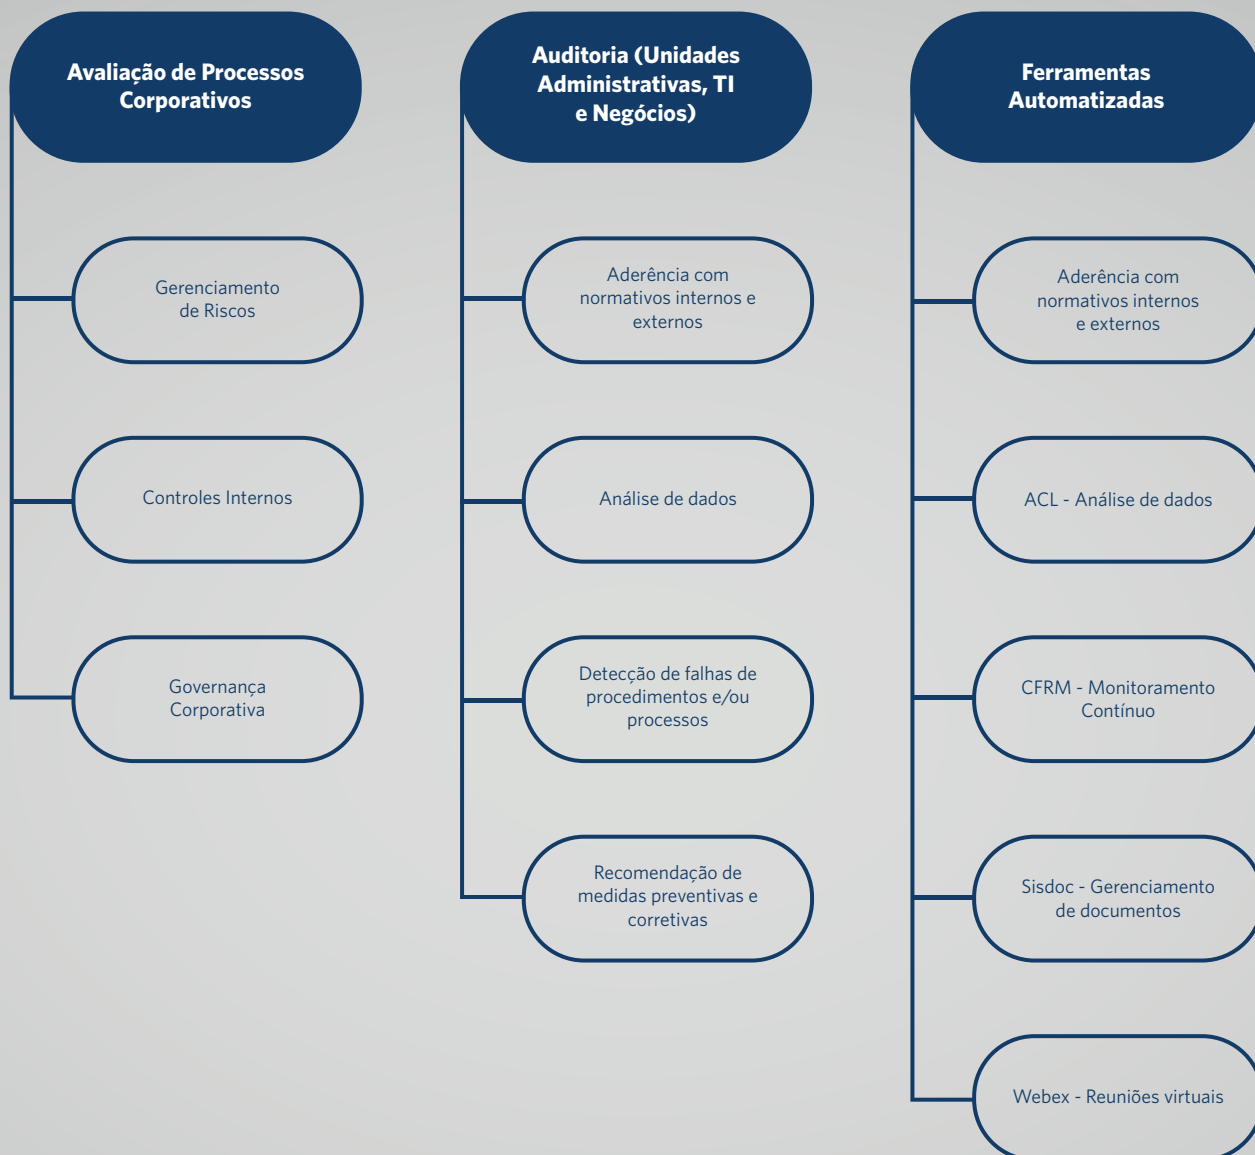 Avaliação de Processos
Corporativos
Gerenciamento
de Riscos
Controles Internos
Governança
Corporativa
Auditoria (Unidades
Administrativas, TI
e Negócios)
Aderência com
normativos internos e
externos
Análise de dados
Detecção de falhas de
procedimentos e/ou
processos
Recomendação de
medidas preventivas e
corretivas
Ferramentas
Automatizadas
Aderência com
normativos internos
e externos
ACL - Análise de dados
CFRM - Monitoramento
Contínuo
Sisdoc - Gerenciamento
de documentos
Webex - Reuniões virtuais